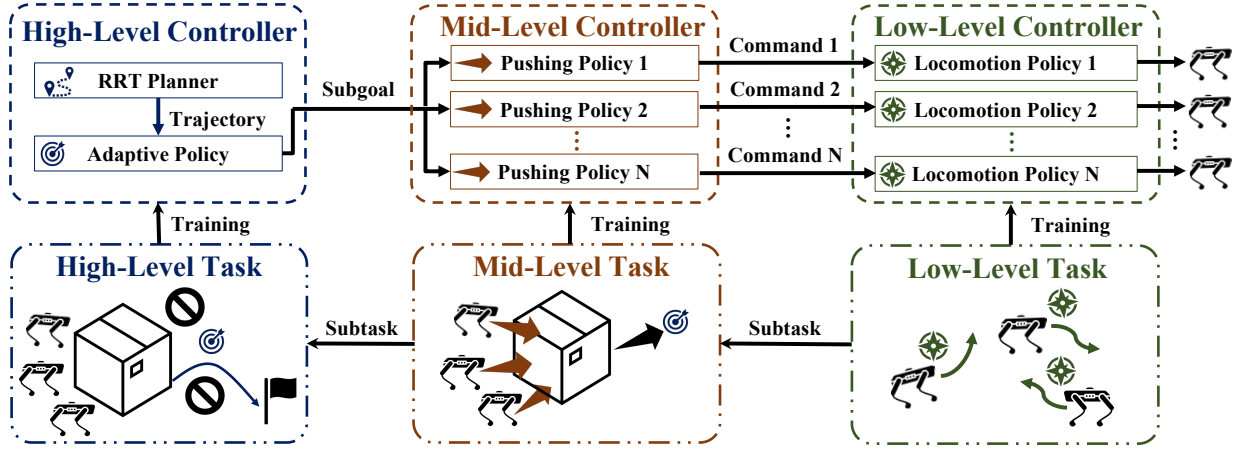 High-Level Controller
RRT Planner
Trajectory
Adaptive Policy
Subgoal
Mid-Level Controller
Pushing Policy 1
Pushing Policy 2
Pushing Policy N
Command 1
Command 2
Command N
Low-Level Controller
Locomotion Policy 1
Locomotion Policy 2
Locomotion Policy N
Training
Training
Training
High-Level Task
Subtask
Mid-Level Task
Subtask
Low-Level Task